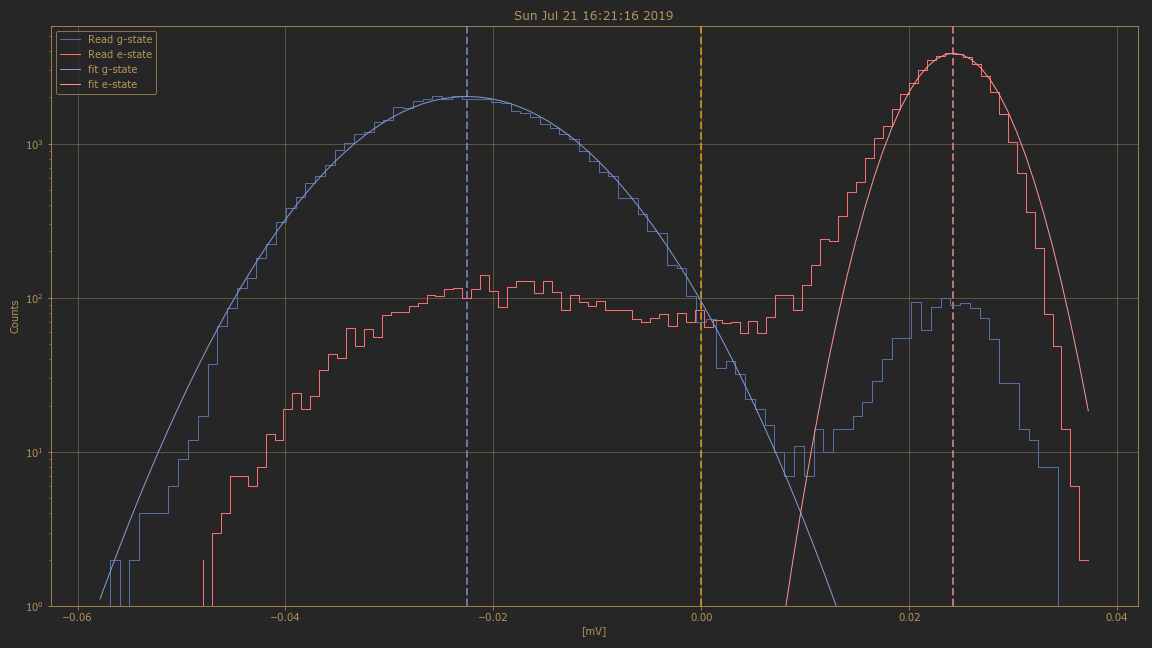 Sun Jul 21 16:21:16 2019
Read g-state
Read e-state
fit g-state
fit e-state
Counts
10³
10²
10¹
10⁰
−0.06
−0.04
−0.02
0.00
0.02
0.04
[mV]